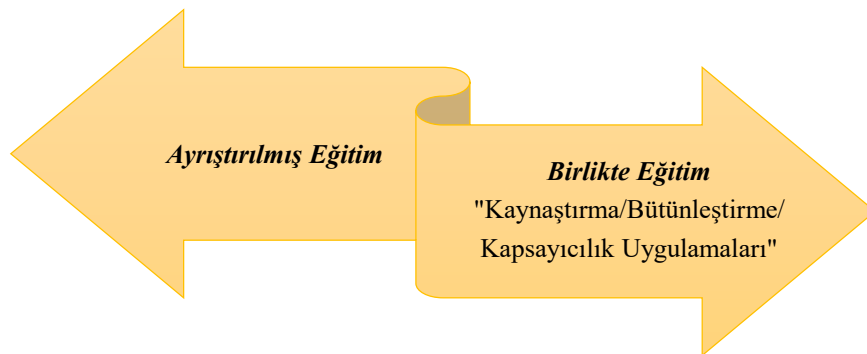 Ayrıştırılmış Eğitim
Birlikte Eğitim
"Kaynaştırma/Bütünleştirme/
Kapsayıcılık Uygulamaları"